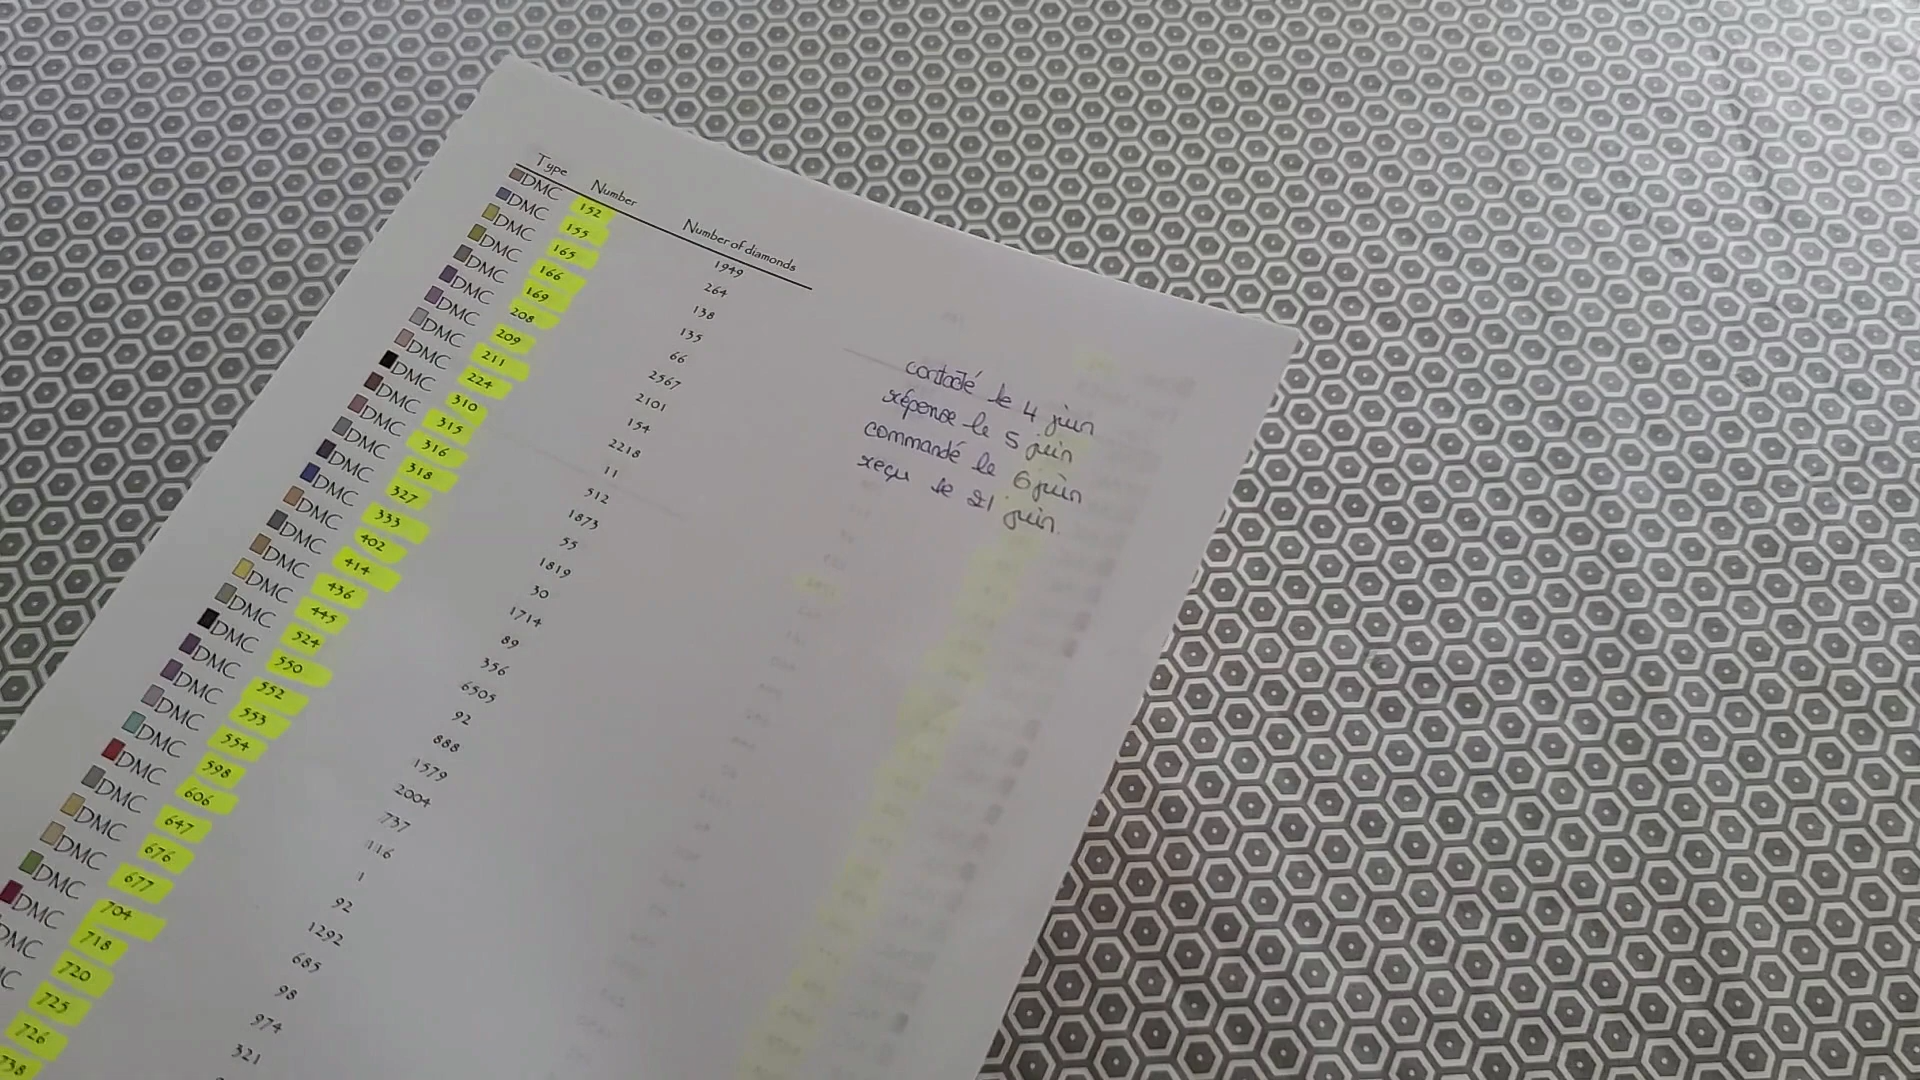 Type Number Number of diamonds
DMC 152 1949
DMC 155 264
DMC 165 138
DMC 166 135
DMC 169 66
DMC 208 2567
DMC 209 2101
DMC 211 154
DMC 224 2218
DMC 310 11
DMC 315 512
DMC 316 1873
DMC 318 55
DMC 327 1819
DMC 333 30
DMC 402 1714
DMC 414 89
DMC 436 356
DMC 445 6505
DMC 524 92
DMC 550 888
DMC 552 1579
DMC 553 2004
DMC 554 737
DMC 598 116
DMC 606 1
DMC 647 92
DMC 676 1292
DMC 677 685
DMC 704 98
DMC 718 974
DMC 720 321
C 725
726
738
contacté le 4 juin
réponse le 5 juin
commandé le 6 juin
reçu le 21 juin.